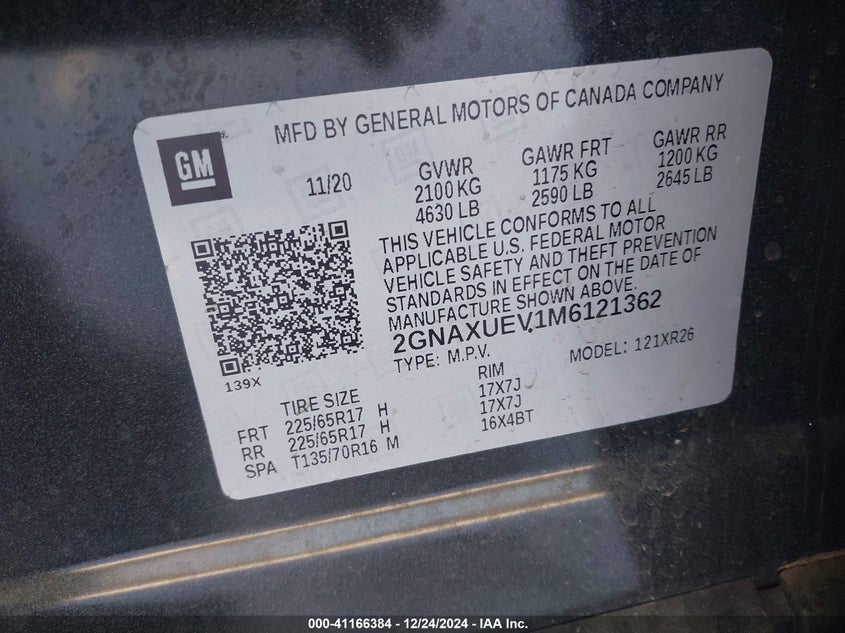 MFD BY GENERAL MOTORS OF CANADA COMPANY
GM
11/20
GVWR GAWR FRT GAWR RR
2100 KG 1175 KG 1200 KG
4630 LB 2590 LB 2645 LB
THIS VEHICLE CONFORMS TO ALL
APPLICABLE U.S. FEDERAL MOTOR
VEHICLE SAFETY AND THEFT PREVENTION
STANDARDS IN EFFECT ON THE DATE OF
MANUFACTURE SHOWN ABOVE.
2GNAXUEV1M6121362
TYPE: M.P.V. MODEL: 121XR26
139X
TIRE SIZE RIM
FRT 225/65R17 H 17X7J
RR 225/65R17 H 17X7J
SPA T135/70R16 M 16X4BT
000-41166384 - 12/24/2024 - IAA Inc.